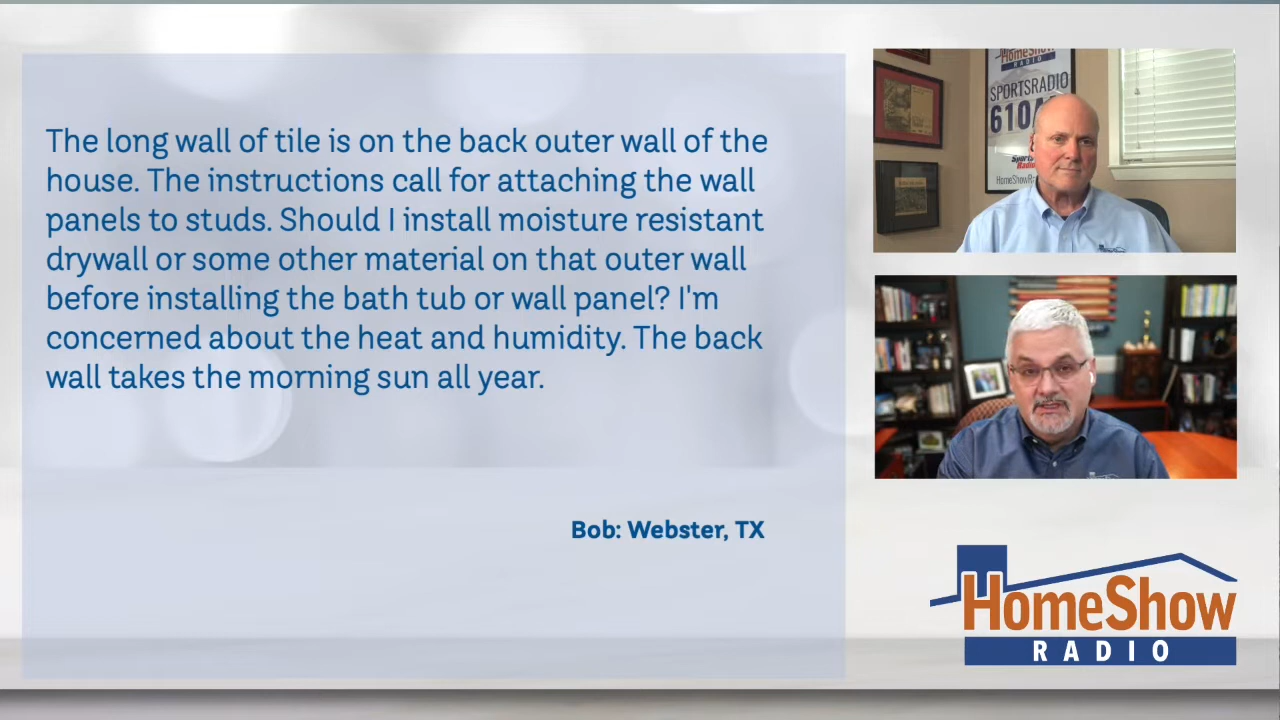 The long wall of tile is on the back outer wall of the
house. The instructions call for attaching the wall
panels to studs. Should I install moisture resistant
drywall or some other material on that outer wall
before installing the bath tub or wall panel? I'm
concerned about the heat and humidity. The back
wall takes the morning sun all year.
Bob: Webster, TX
HomeShow
RADIO
SPORTSRADIO
610
HomeShow
RADIO